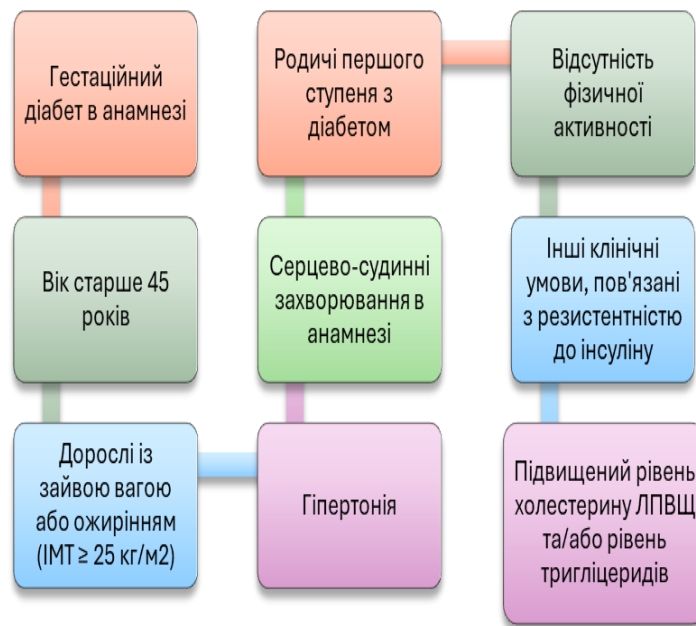 Гестаційний
діабет в анамнезі
Вік старше 45
років
Дорослі із
зайвою вагою
або ожирінням
(ІМТ ≥ 25 кг/м2)
Гіпертонія
Серцево-судинні
захворювання в
анамнезі
Родичі першого
ступеня з
діабетом
Відсутність
фізичної
активності
Інші клінічні
умови, пов'язані
з резистентністю
до інсуліну
Підвищений рівень
холестерину ЛПВЩ
та/або рівень
тригліцеридів